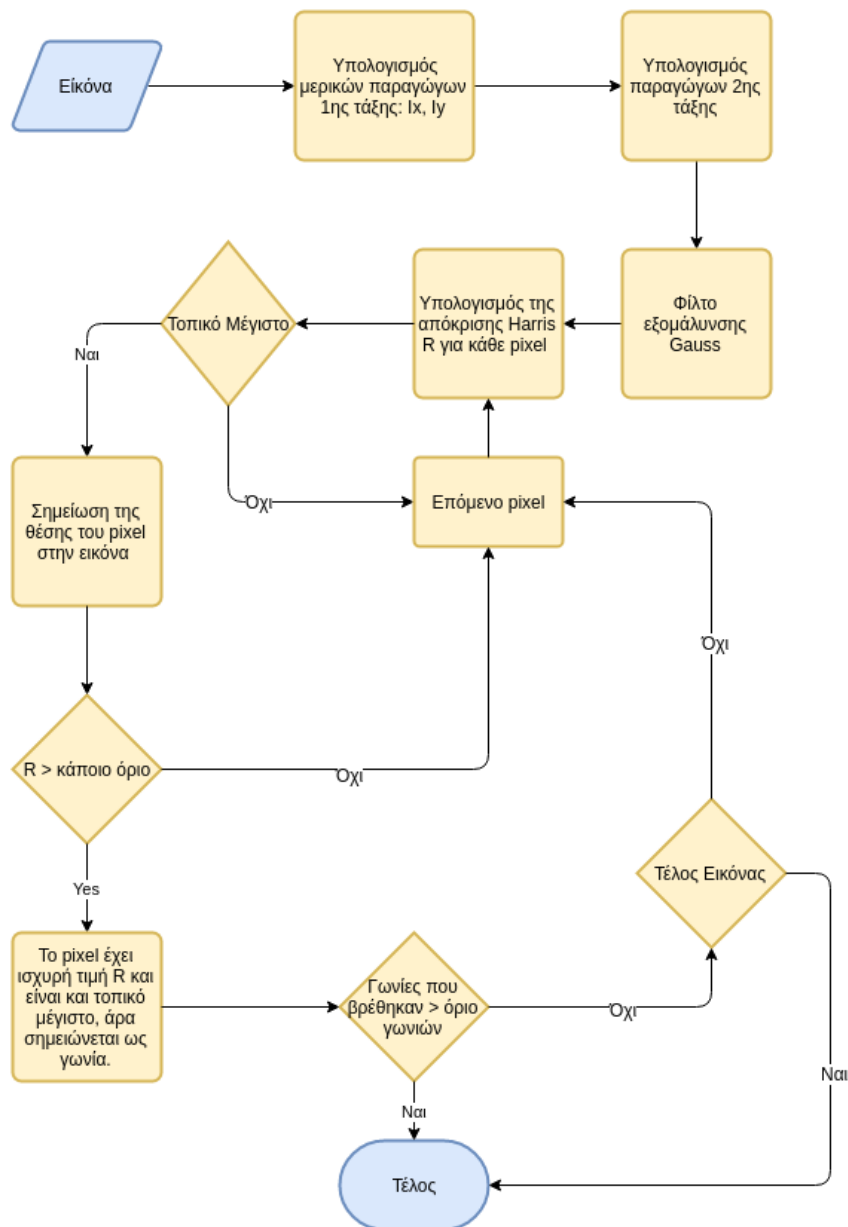 Είκόνα
Υπολογισμός
μερικών παραγώγων
1ης τάξης: Ix, Iy
Υπολογισμός
παραγώγων 2ης
τάξης
Τοπικό Μέγιστο
Υπολογισμός της
απόκρισης Harris
R για κάθε pixel
Φίλτο
εξομάλυνσης
Gauss
Ναι
Σημείωση της
θέσης του pixel
στην εικόνα
Όχι
Επόμενο pixel
Όχι
R > κάποιο όριο
Όχι
Yes
Τέλος Εικόνας
Το pixel έχει
ισχυρή τιμή R και
είναι και τοπικό
μέγιστο, άρα
σημειώνεται ως
γωνία.
Γωνίες που
βρέθηκαν > όριο
γωνιών
Όχι
Ναι
Ναι
Τέλος